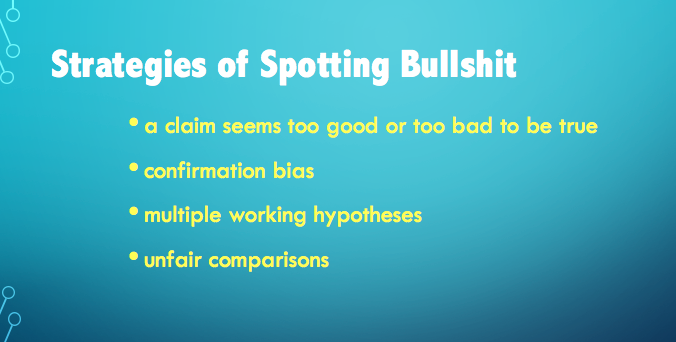 Strategies of Spotting Bullshit
• a claim seems too good or too bad to be true
• confirmation bias
• multiple working hypotheses
• unfair comparisons